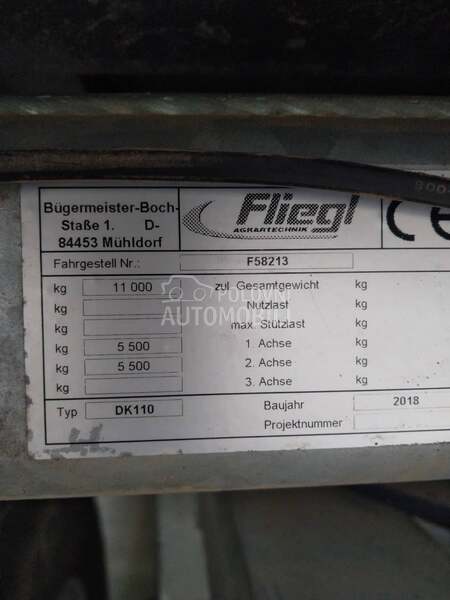 Bügermeister-Boch-
Staße 1. D-
84453 Mühldorf
Fliegl
AGRARTECHNIK
CE
Fahrgestell Nr.: F58213
kg 11 000 zul. Gesamtgewicht kg
kg Nutzlast kg
kg max. Stützlast kg
kg 5 500 1. Achse kg
kg 5 500 2. Achse kg
kg 3. Achse kg
Typ DK110 Baujahr 2018
Projektnummer
POLOVNI
AUTOMOBILI